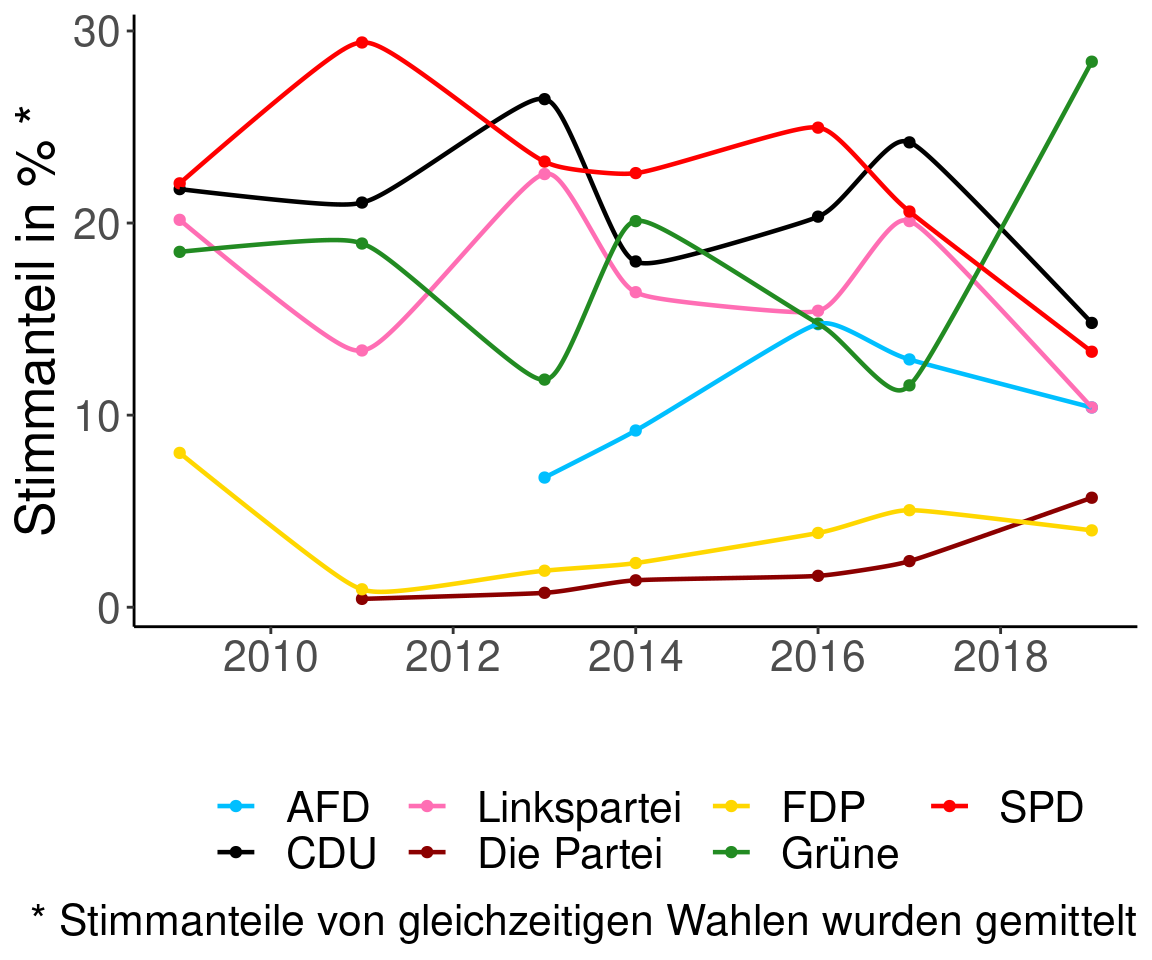 Stimmanteil in % *
30
20
10
0
2010 2012 2014 2016 2018
AFD Linkspartei FDP SPD
CDU Die Partei Grüne
* Stimmanteile von gleichzeitigen Wahlen wurden gemittelt